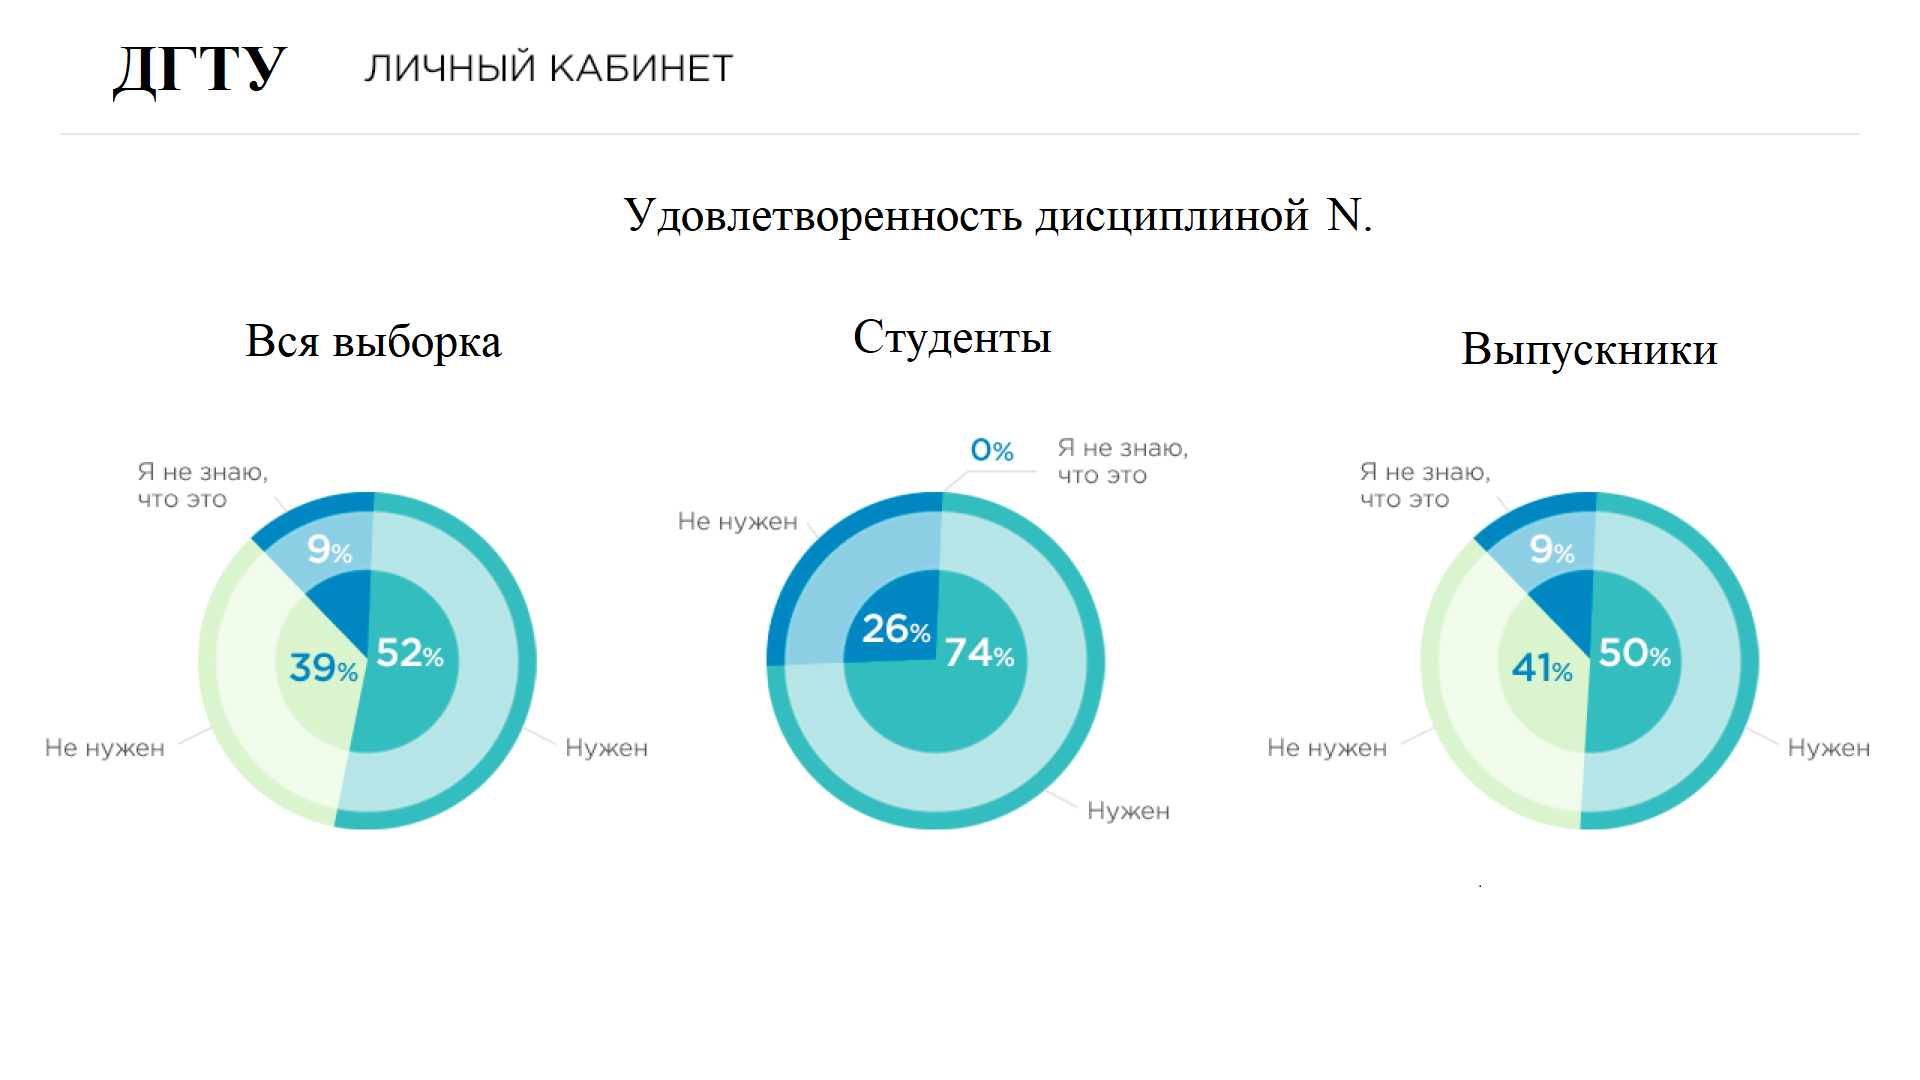 ДГТУ ЛИЧНЫЙ КАБИНЕТ
Удовлетворенность дисциплиной N.
Вся выборка
Я не знаю,
что это
9%
39%
52%
Не нужен
Нужен
Студенты
0%
Я не знаю,
что это
Не нужен
26%
74%
Нужен
Выпускники
Я не знаю,
что это
9%
41%
50%
Не нужен
Нужен